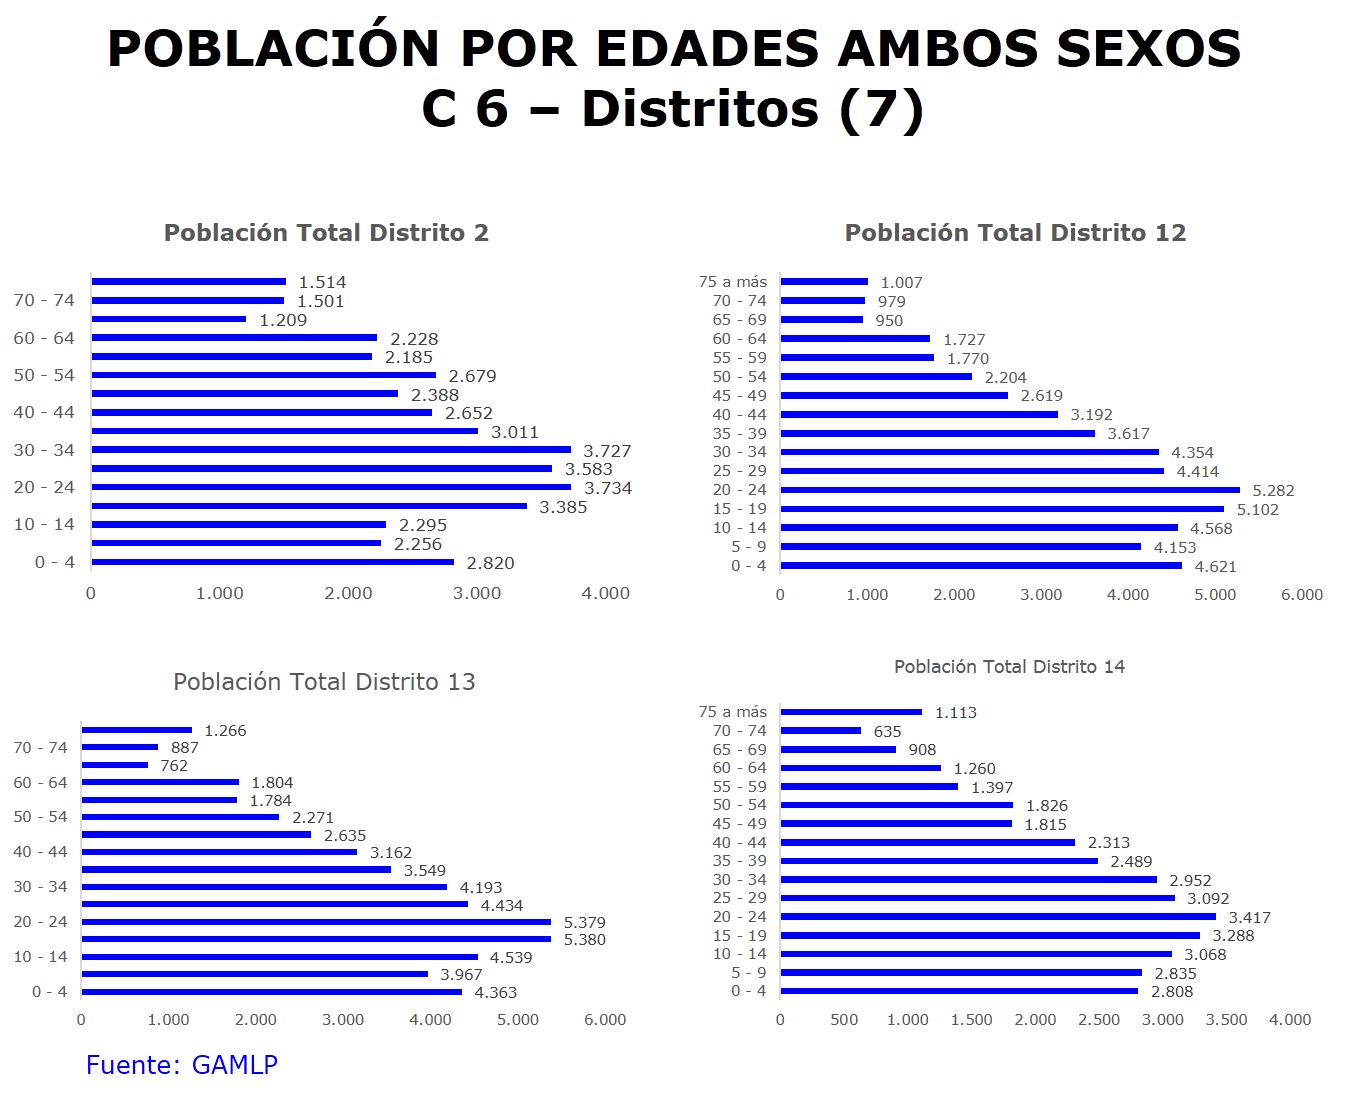 POBLACIÓN POR EDADES AMBOS SEXOS
C 6 – Distritos (7)
Población Total Distrito 2
1.514
70 - 74 1.501
1.209
60 - 64 2.228
2.185
50 - 54 2.679
2.388
40 - 44 2.652
3.011
30 - 34 3.727
3.583
20 - 24 3.734
3.385
10 - 14 2.295
2.256
0 - 4 2.820
0 1.000 2.000 3.000 4.000
Población Total Distrito 12
75 a más 1.007
70 - 74 979
65 - 69 950
60 - 64 1.727
55 - 59 1.770
50 - 54 2.204
45 - 49 2.619
40 - 44 3.192
35 - 39 3.617
30 - 34 4.354
25 - 29 4.414
20 - 24 5.282
15 - 19 5.102
10 - 14 4.568
5 - 9 4.153
0 - 4 4.621
0 1.000 2.000 3.000 4.000 5.000 6.000
Población Total Distrito 13
1.266
70 - 74 887
762
60 - 64 1.804
1.784
50 - 54 2.271
2.635
40 - 44 3.162
3.549
30 - 34 4.193
4.434
20 - 24 5.379
5.380
10 - 14 4.539
3.967
0 - 4 4.363
0 1.000 2.000 3.000 4.000 5.000 6.000
Población Total Distrito 14
75 a más 1.113
70 - 74 635
65 - 69 908
60 - 64 1.260
55 - 59 1.397
50 - 54 1.826
45 - 49 1.815
40 - 44 2.313
35 - 39 2.489
30 - 34 2.952
25 - 29 3.092
20 - 24 3.417
15 - 19 3.288
10 - 14 3.068
5 - 9 2.835
0 - 4 2.808
0 500 1.000 1.500 2.000 2.500 3.000 3.500 4.000
Fuente: GAMLP